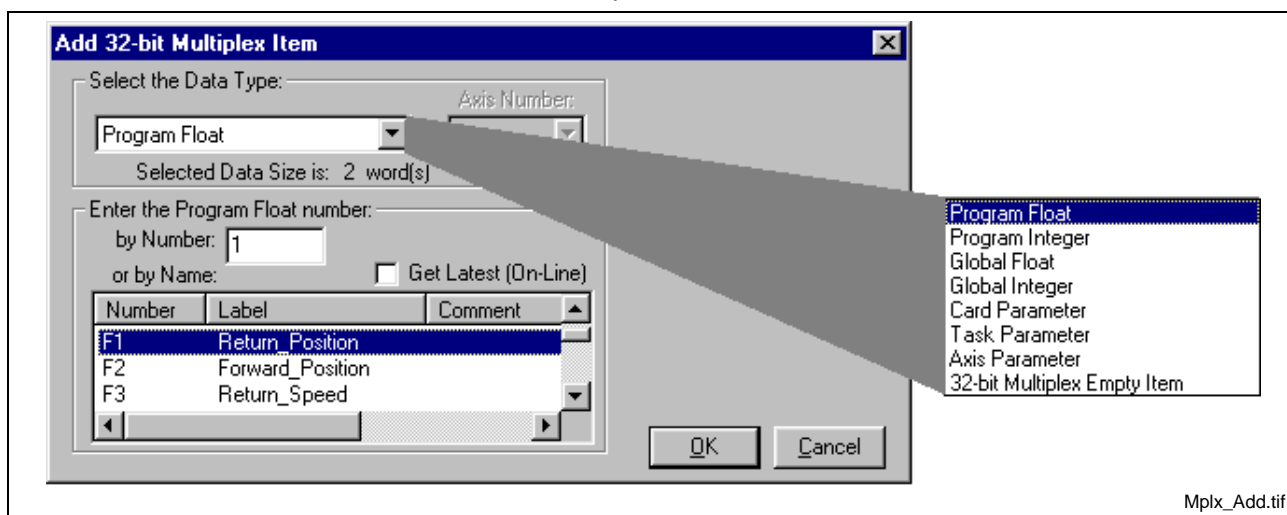 Add 32-bit Multiplex Item
Select the Data Type:
Axis Number:
Program Float
Selected Data Size is: 2 word(s)
Enter the Program Float number:
by Number: 1
or by Name:
Get Latest (On-Line)
Number Label Comment
F1 Return_Position
F2 Forward_Position
F3 Return_Speed
OK Cancel
Program Float
Program Integer
Global Float
Global Integer
Card Parameter
Task Parameter
Axis Parameter
32-bit Multiplex Empty Item
Mplx_Add.tif